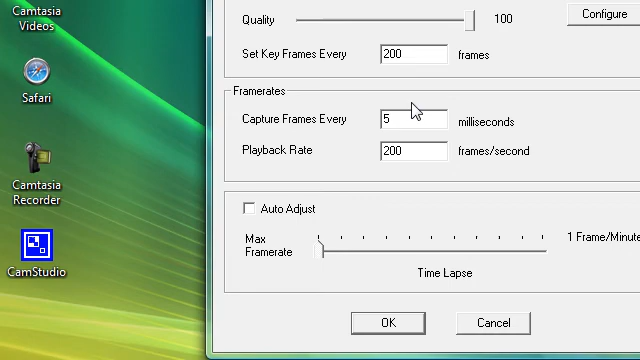 Camtasia
Videos
Safari
Camtasia
Recorder
CamStudio
Quality 100 Configure
Set Key Frames Every 200 frames
Framerates
Capture Frames Every 5 milliseconds
Playback Rate 200 frames/second
Auto Adjust
Max
Framerate
1 Frame/Minute
Time Lapse
OK Cancel